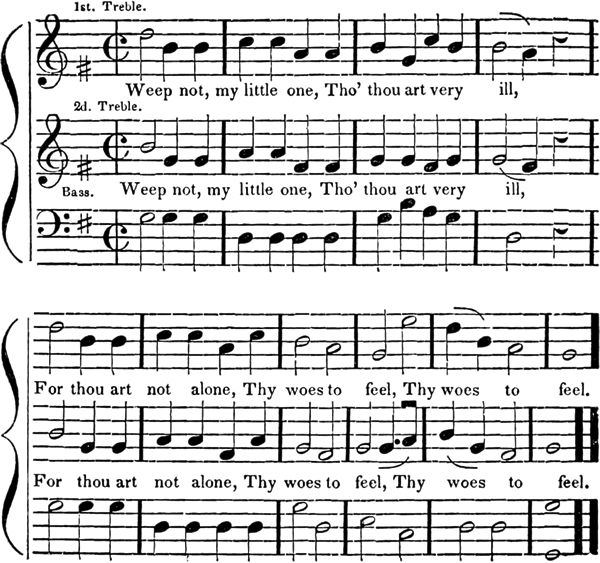 1st. Treble.
Weep not, my little one, Tho' thou art very ill,
2d. Treble.
Bass.
Weep not, my little one, Tho' thou art very ill,
For thou art not alone, Thy woes to feel, Thy woes to feel.
For thou art not alone, Thy woes to feel, Thy woes to feel.